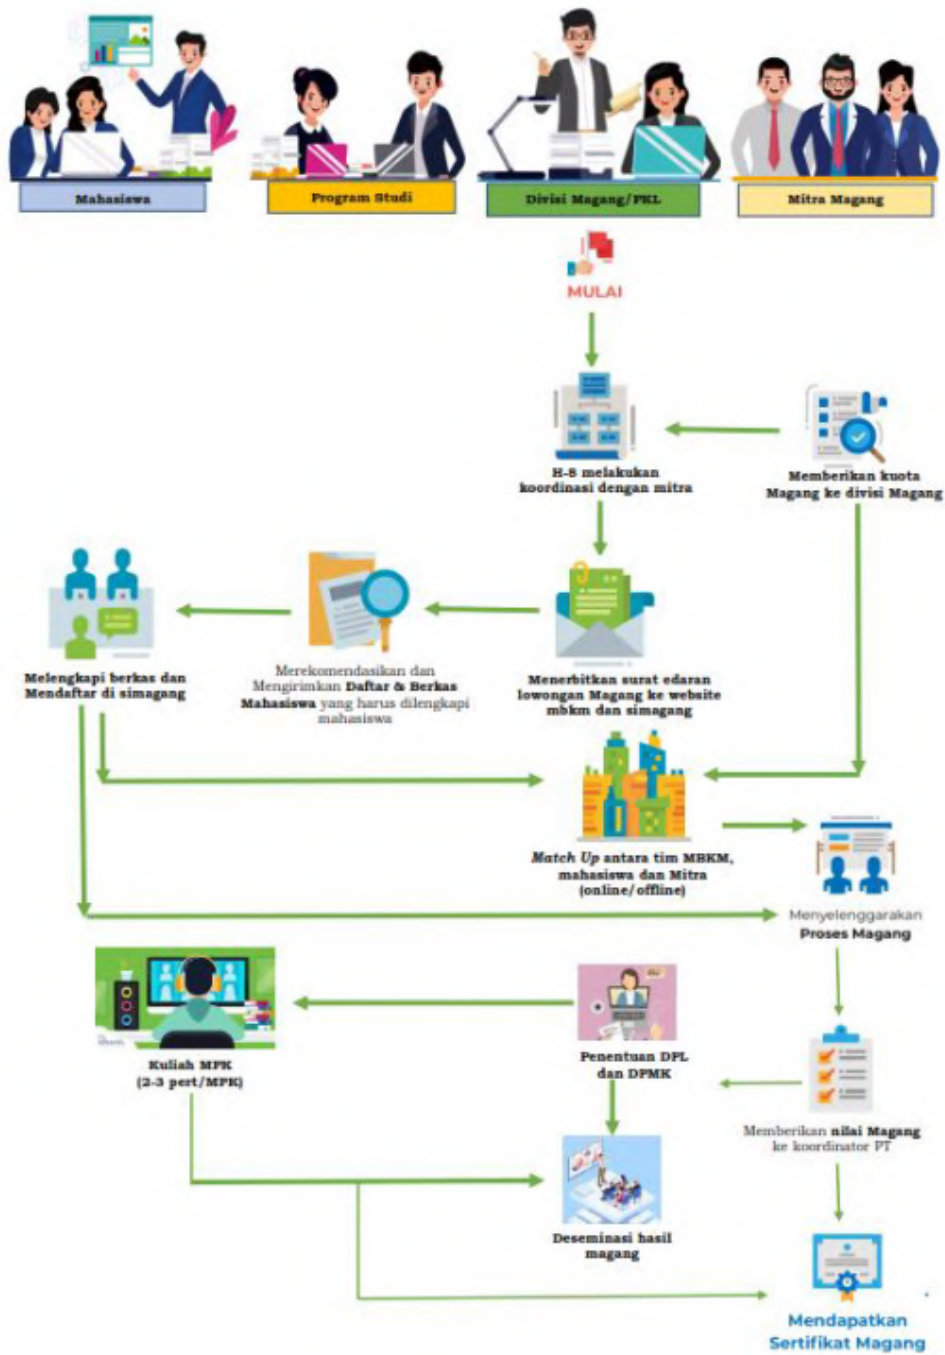 Mahasiswa
Program Studi
Divisi Magang/PKL
Mitra Magang
MULAI
H-8 melakukan
koordinasi dengan mitra
Memberikan kuota
Magang ke divisi Magang
Melengkapi berkas dan
Mendaftar di simagang
Merekomendasikan dan
Mengirimkan Daftar & Berkas
Mahasiswa yang harus dilengkapi
mahasiswa
Menerbitkan surat edaran
lowongan Magang ke website
mbkm dan simagang
Match Up antara tim MBKM,
mahasiswa dan Mitra
(online/offline)
Menyelenggarakan
Proses Magang
Kuliah MPK
(2-3 pert/MPK)
Penentuan DPL
dan DPMK
Memberikan nilai Magang
ke koordinator PT
Deseminasi hasil
magang
Mendapatkan
Sertifikat Magang